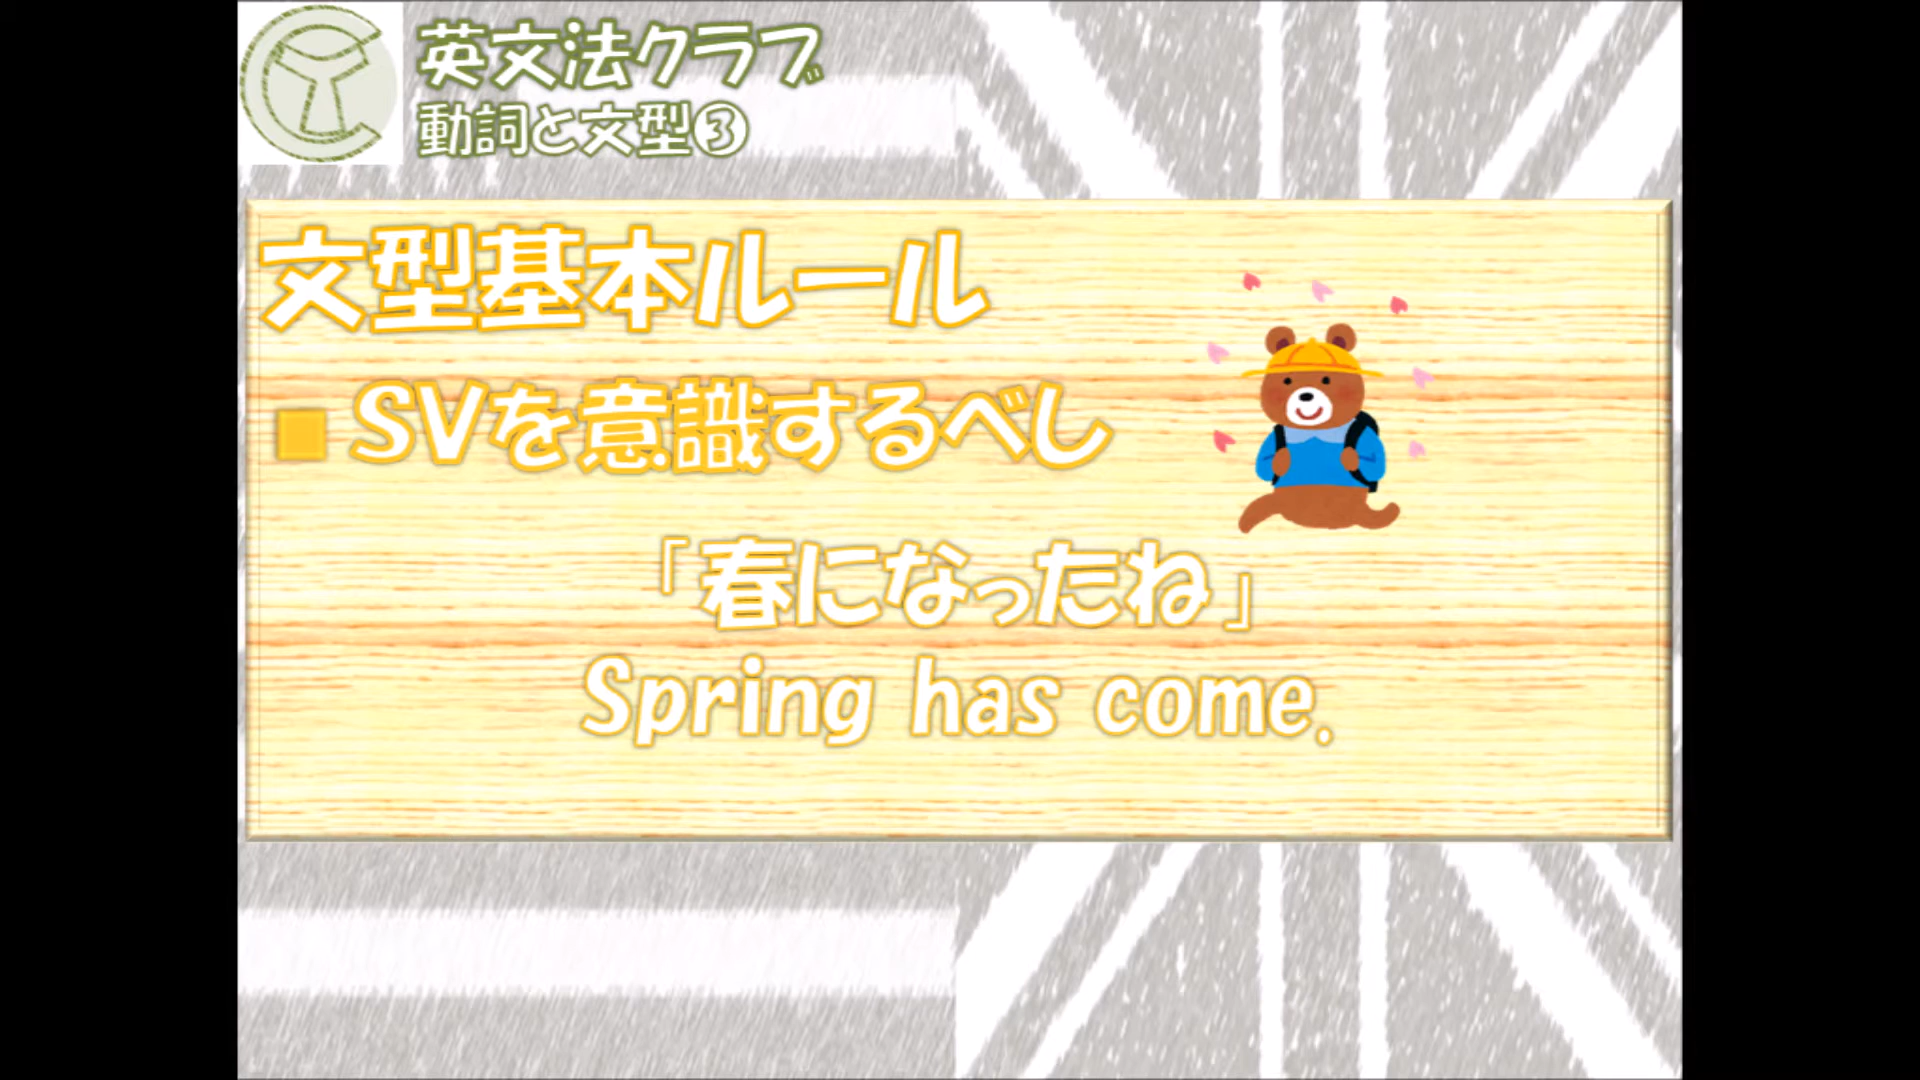 英文法クラブ
動詞と文型❸
文型基本ルール
■SVを意識するべし
「春になったね」
Spring has come.